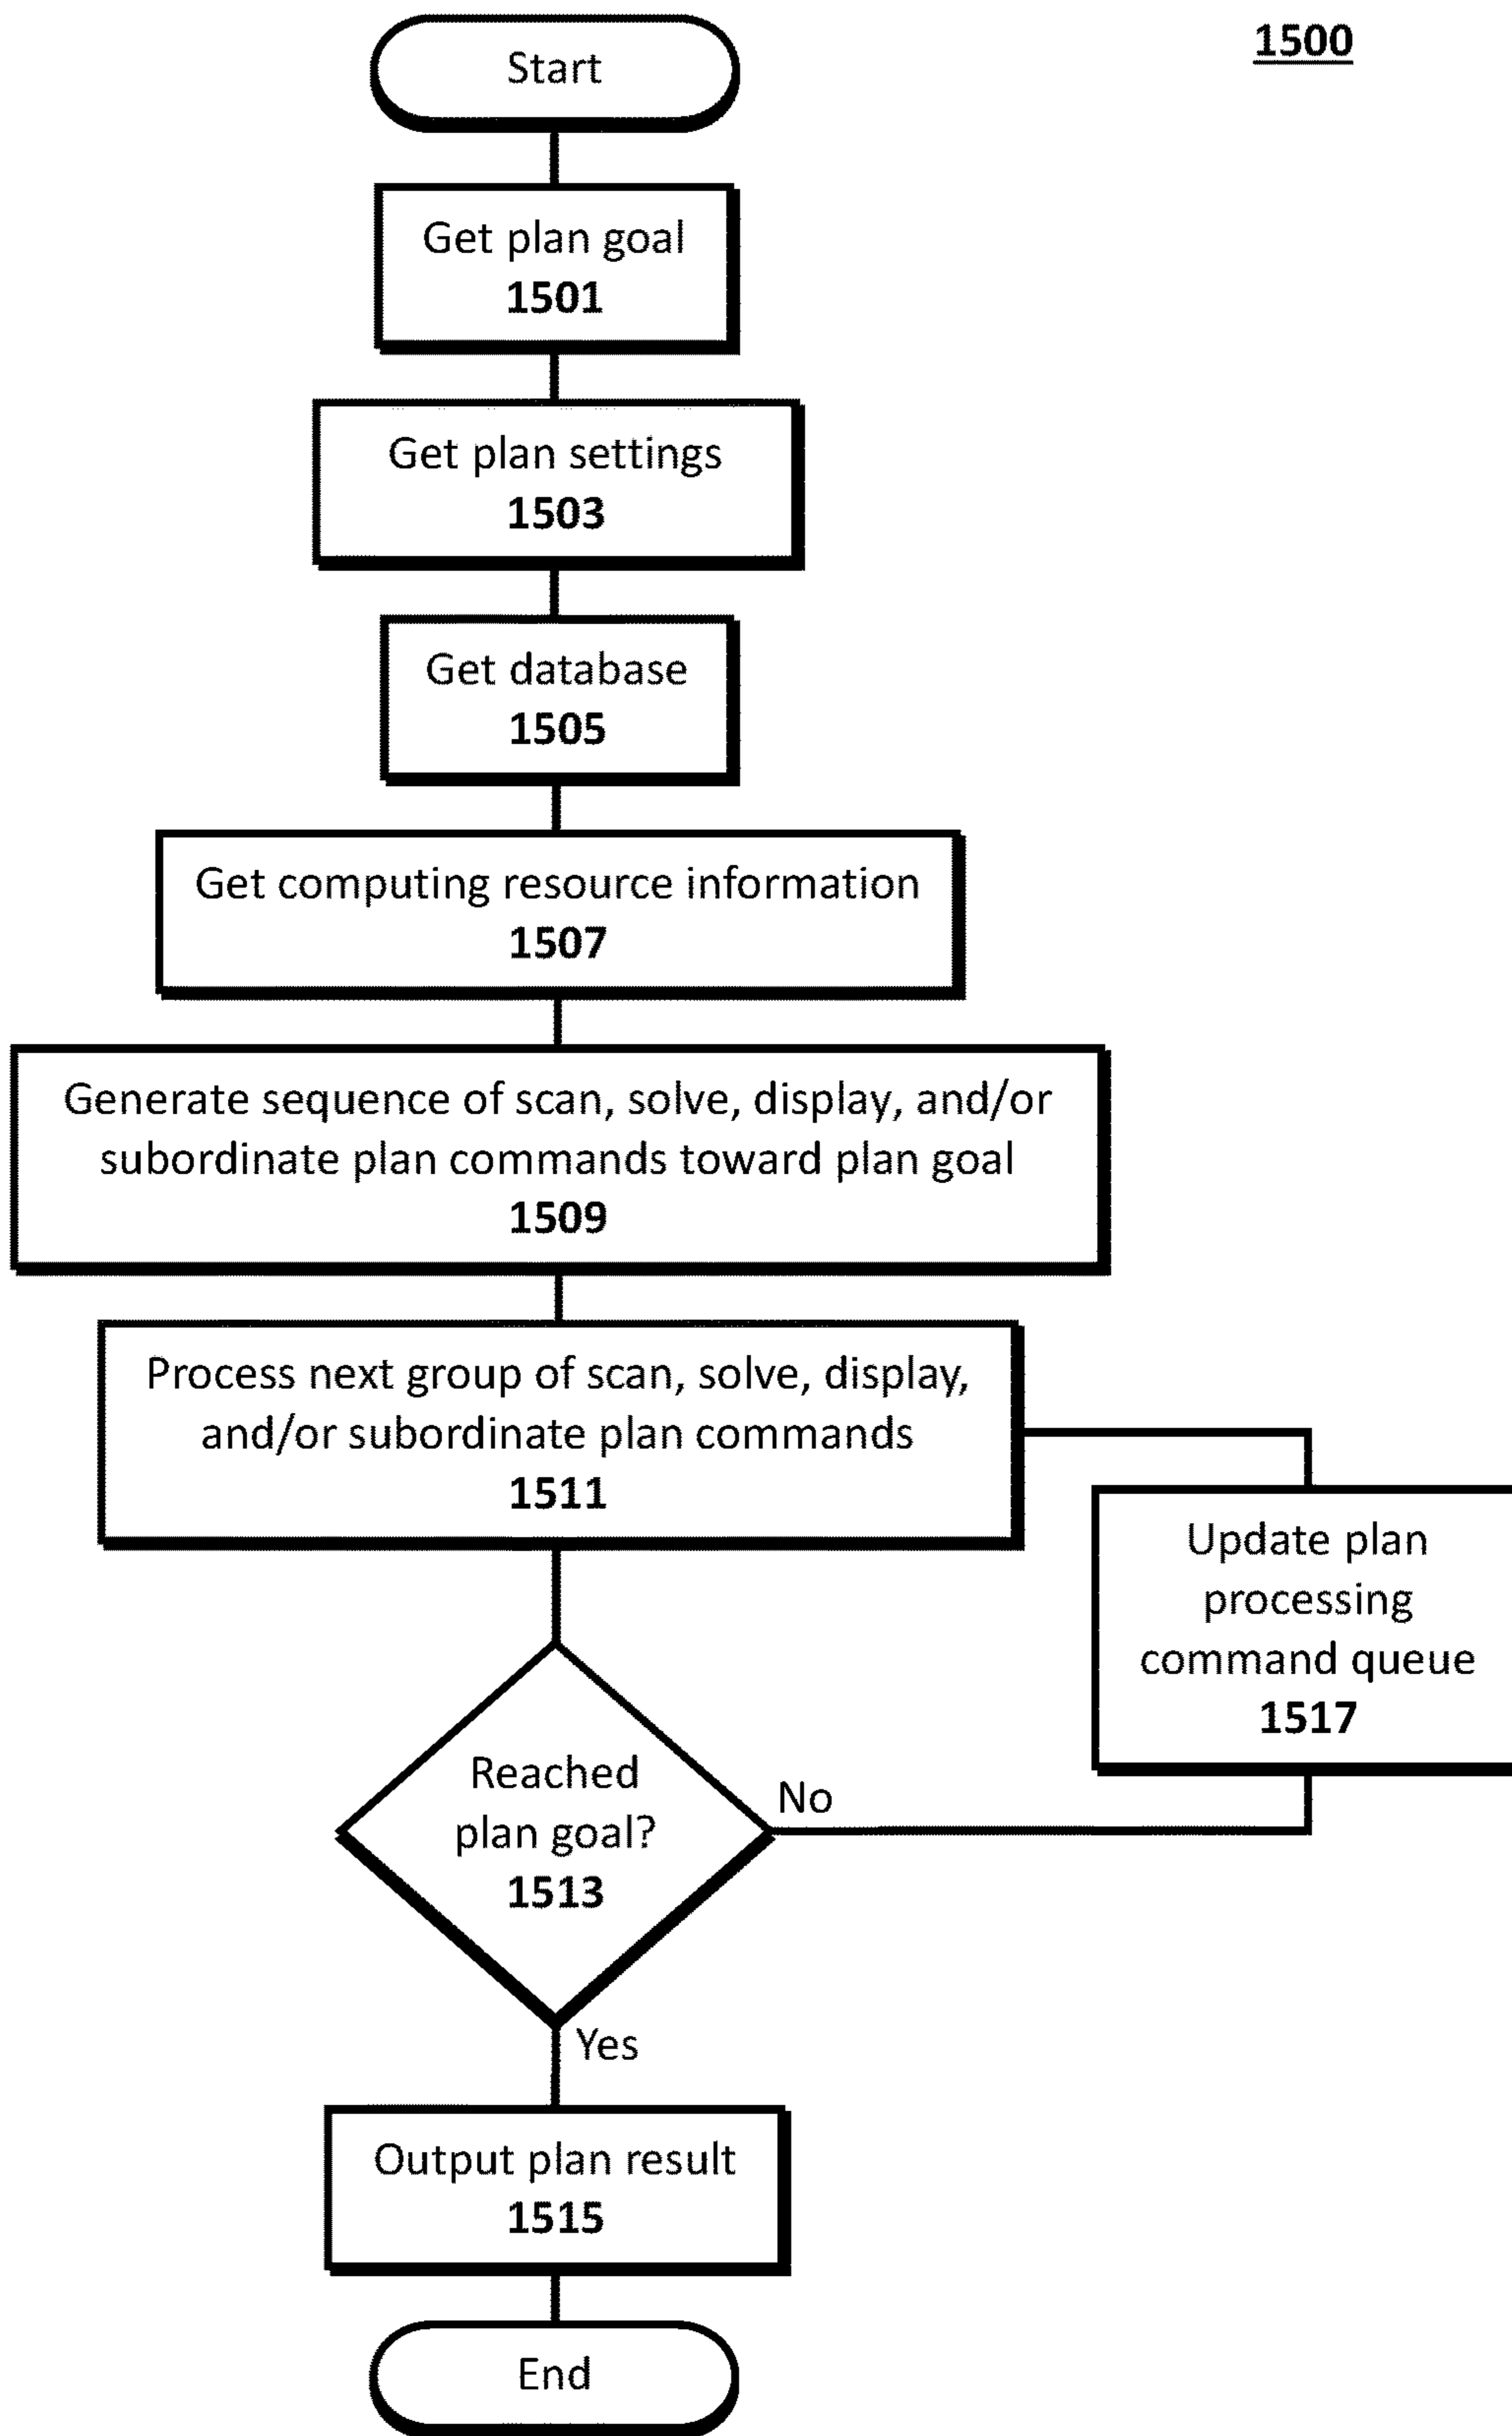 1500
Start
Get plan goal
1501
Get plan settings
1503
Get database
1505
Get computing resource information
1507
Generate sequence of scan, solve, display, and/or
subordinate plan commands toward plan goal
1509
Process next group of scan, solve, display,
and/or subordinate plan commands
1511
Update plan
processing
command queue
1517
Reached
plan goal?
1513
No
Yes
Output plan result
1515
End